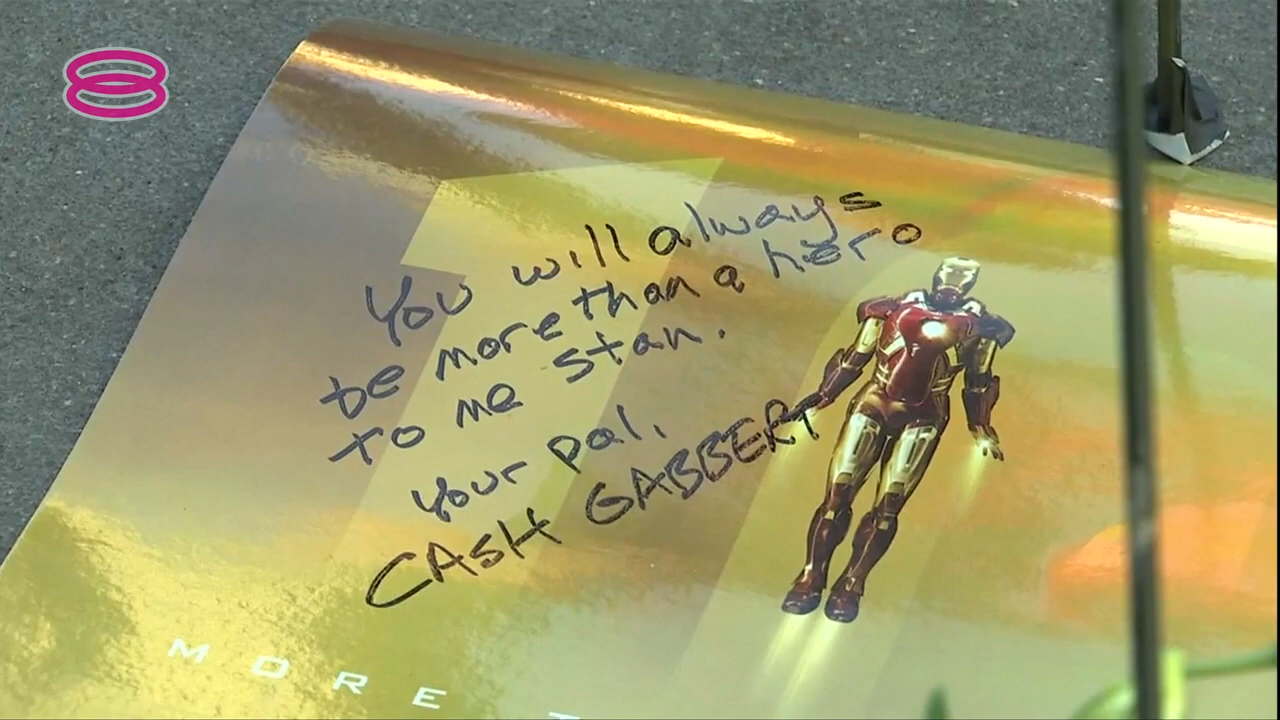 You will always
be more than a hero
to me stan.
your pal,
CASH GABBERT
MORE T